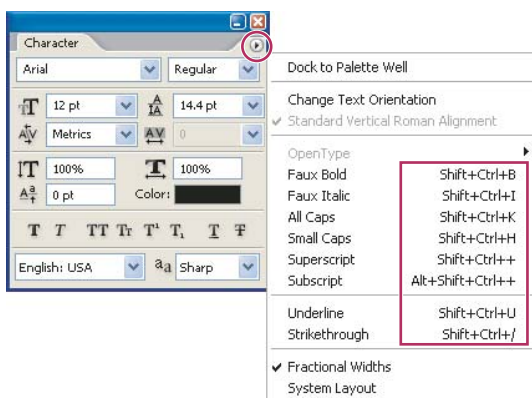 Character
Arial Regular
12 pt 14.4 pt
Metrics 0
100% 100%
0 pt Color:
T T TT Tr T¹ T₁ T T
English: USA aa Sharp
Dock to Palette Well
Change Text Orientation
Standard Vertical Roman Alignment
OpenType
Faux Bold Shift+Ctrl+B
Faux Italic Shift+Ctrl+I
All Caps Shift+Ctrl+K
Small Caps Shift+Ctrl+H
Superscript Shift+Ctrl++
Subscript Alt+Shift+Ctrl++
Underline Shift+Ctrl+U
Strikethrough Shift+Ctrl+/
Fractional Widths
System Layout